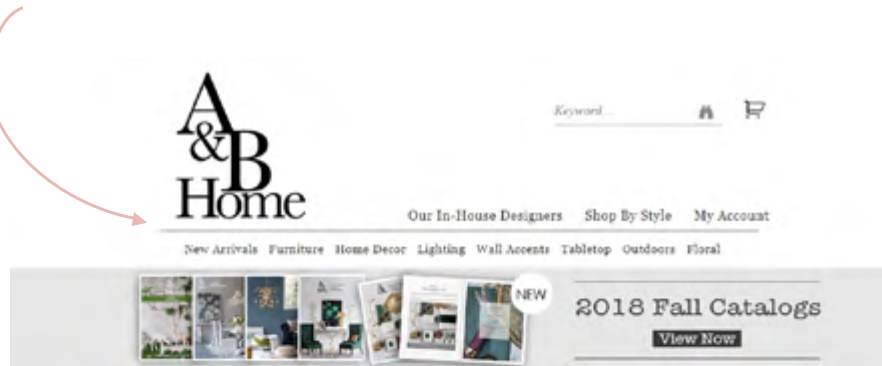 A
&B
Home
Keyword...
Our In-House Designers Shop By Style My Account
New Arrivals Furniture Home Decor Lighting Wall Accents Tabletop Outdoors Floral
NEW
2018 Fall Catalogs
View Now